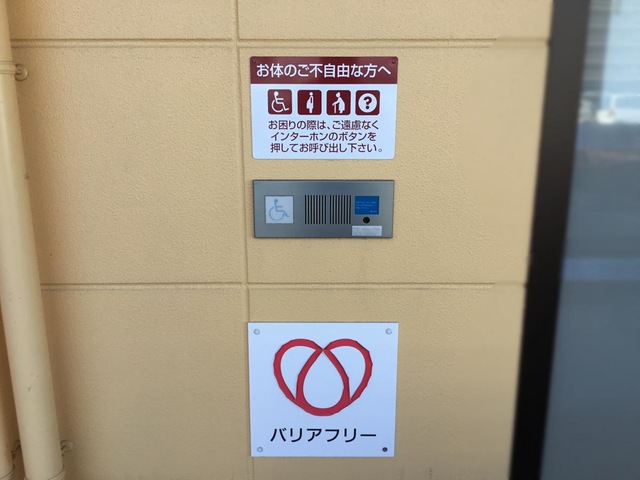 お体のご不自由な方へ
?
お困りの際は、ご遠慮なく
インターホンのボタンを
押してお呼び出し下さい。
バリアフリー